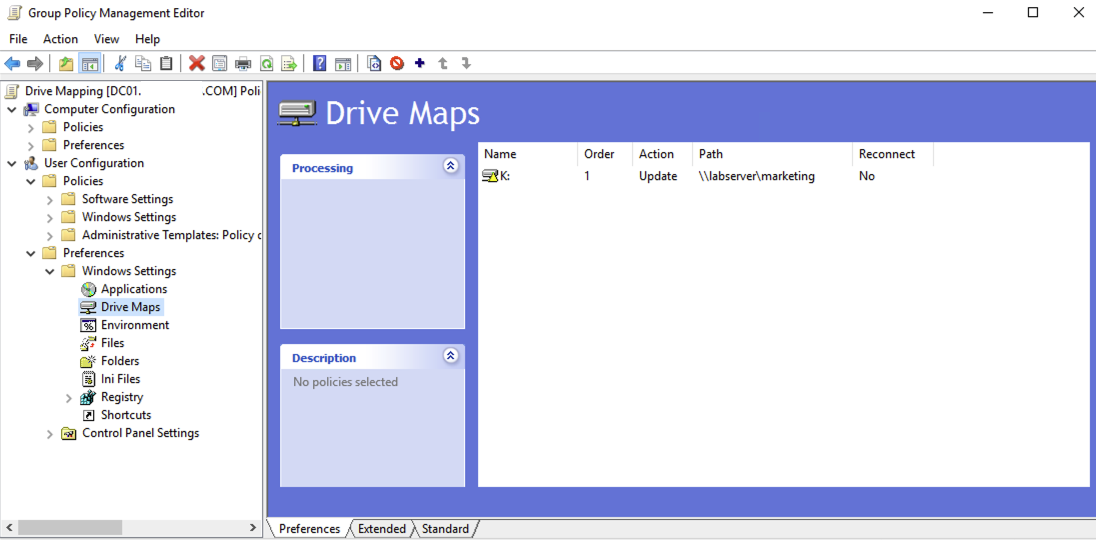 Group Policy Management Editor
File Action View Help
Drive Mapping [DC01. .COM] Poli
Computer Configuration
Policies
Preferences
User Configuration
Policies
Software Settings
Windows Settings
Administrative Templates: Policy
Preferences
Windows Settings
Applications
Drive Maps
Environment
Files
Folders
Ini Files
Registry
Shortcuts
Control Panel Settings
Drive Maps
Processing
Description
No policies selected
Name Order Action Path Reconnect
K: 1 Update \\labserver\marketing No
Preferences Extended Standard